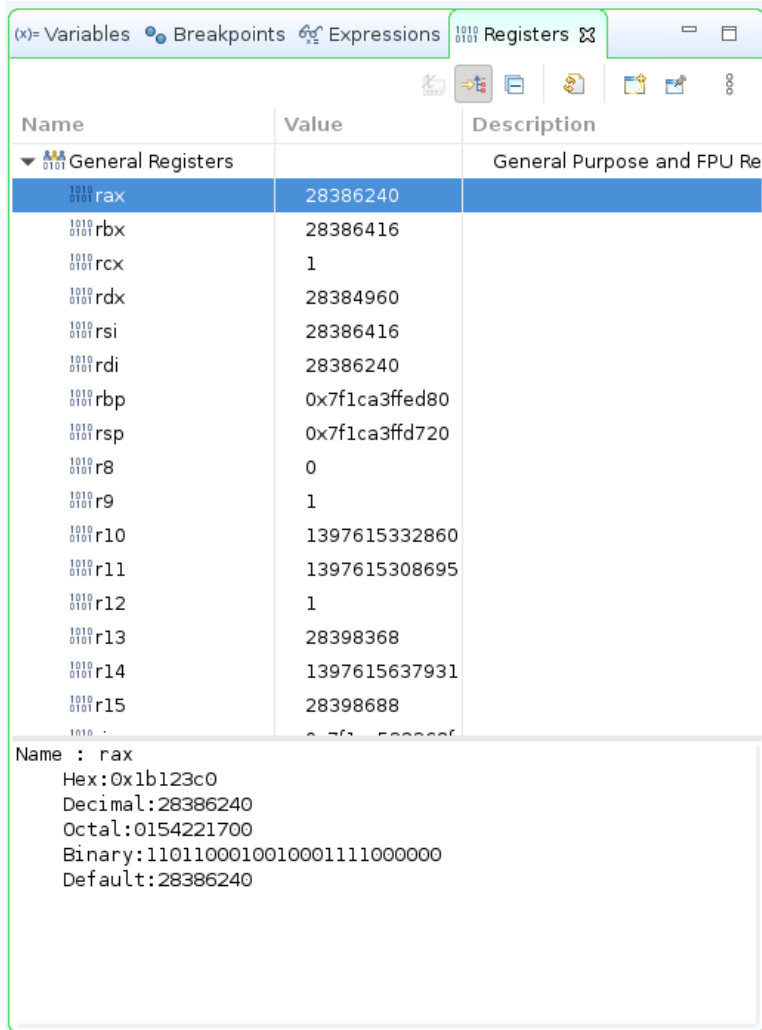 (x)= Variables Breakpoints Expressions 1010 0101 Registers
Name Value Description
General Registers General Purpose and FPU Re
rax 28386240
rbx 28386416
rcx 1
rdx 28384960
rsi 28386416
rdi 28386240
rbp 0x7f1ca3ffed80
rsp 0x7f1ca3ffd720
r8 0
r9 1
r10 1397615332860
r11 1397615308695
r12 1
r13 28398368
r14 1397615637931
r15 28398688
Name : rax
Hex:0x1b123c0
Decimal:28386240
Octal:0154221700
Binary:1101100010010001111000000
Default:28386240